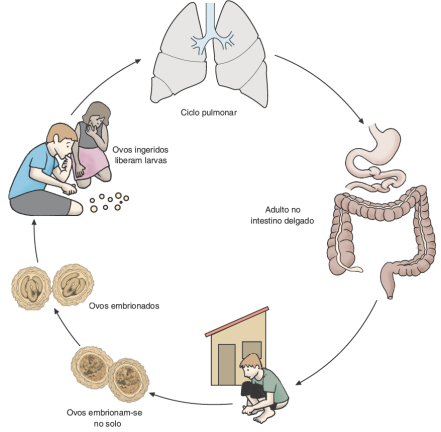 Ciclo pulmonar
Ovos ingeridos
liberam larvas
Adulto no
intestino delgado
Ovos embrionados
Ovos embrionam-se
no solo